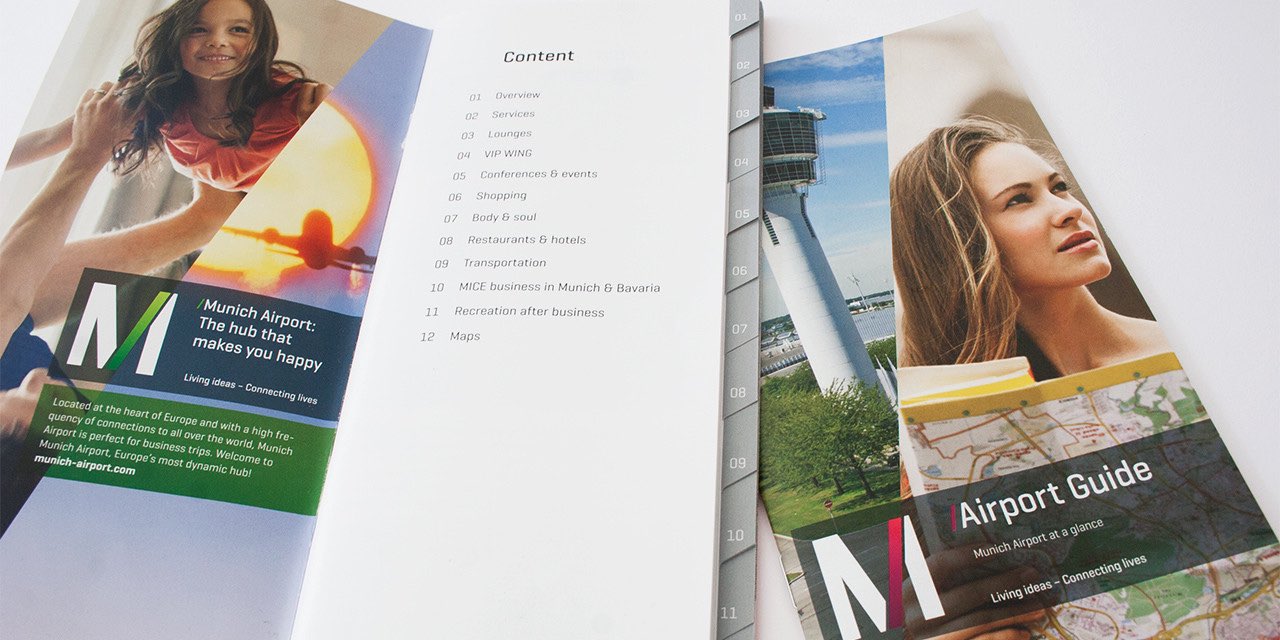 M
/Munich Airport:
The hub that
makes you happy
Living ideas – Connecting lives
Located at the heart of Europe and with a high fre-
quency of connections to all over the world, Munich
Airport is perfect for business trips. Welcome to
Munich Airport, Europe's most dynamic hub!
munich-airport.com
Content
01 Overview
02 Services
03 Lounges
04 VIP WING
05 Conferences & events
06 Shopping
07 Body & soul
08 Restaurants & hotels
09 Transportation
10 MICE business in Munich & Bavaria
11 Recreation after business
12 Maps
01
02
03
04
05
06
07
08
09
10
11
M
/Airport Guide
Munich Airport at a glance
Living ideas – Connecting lives